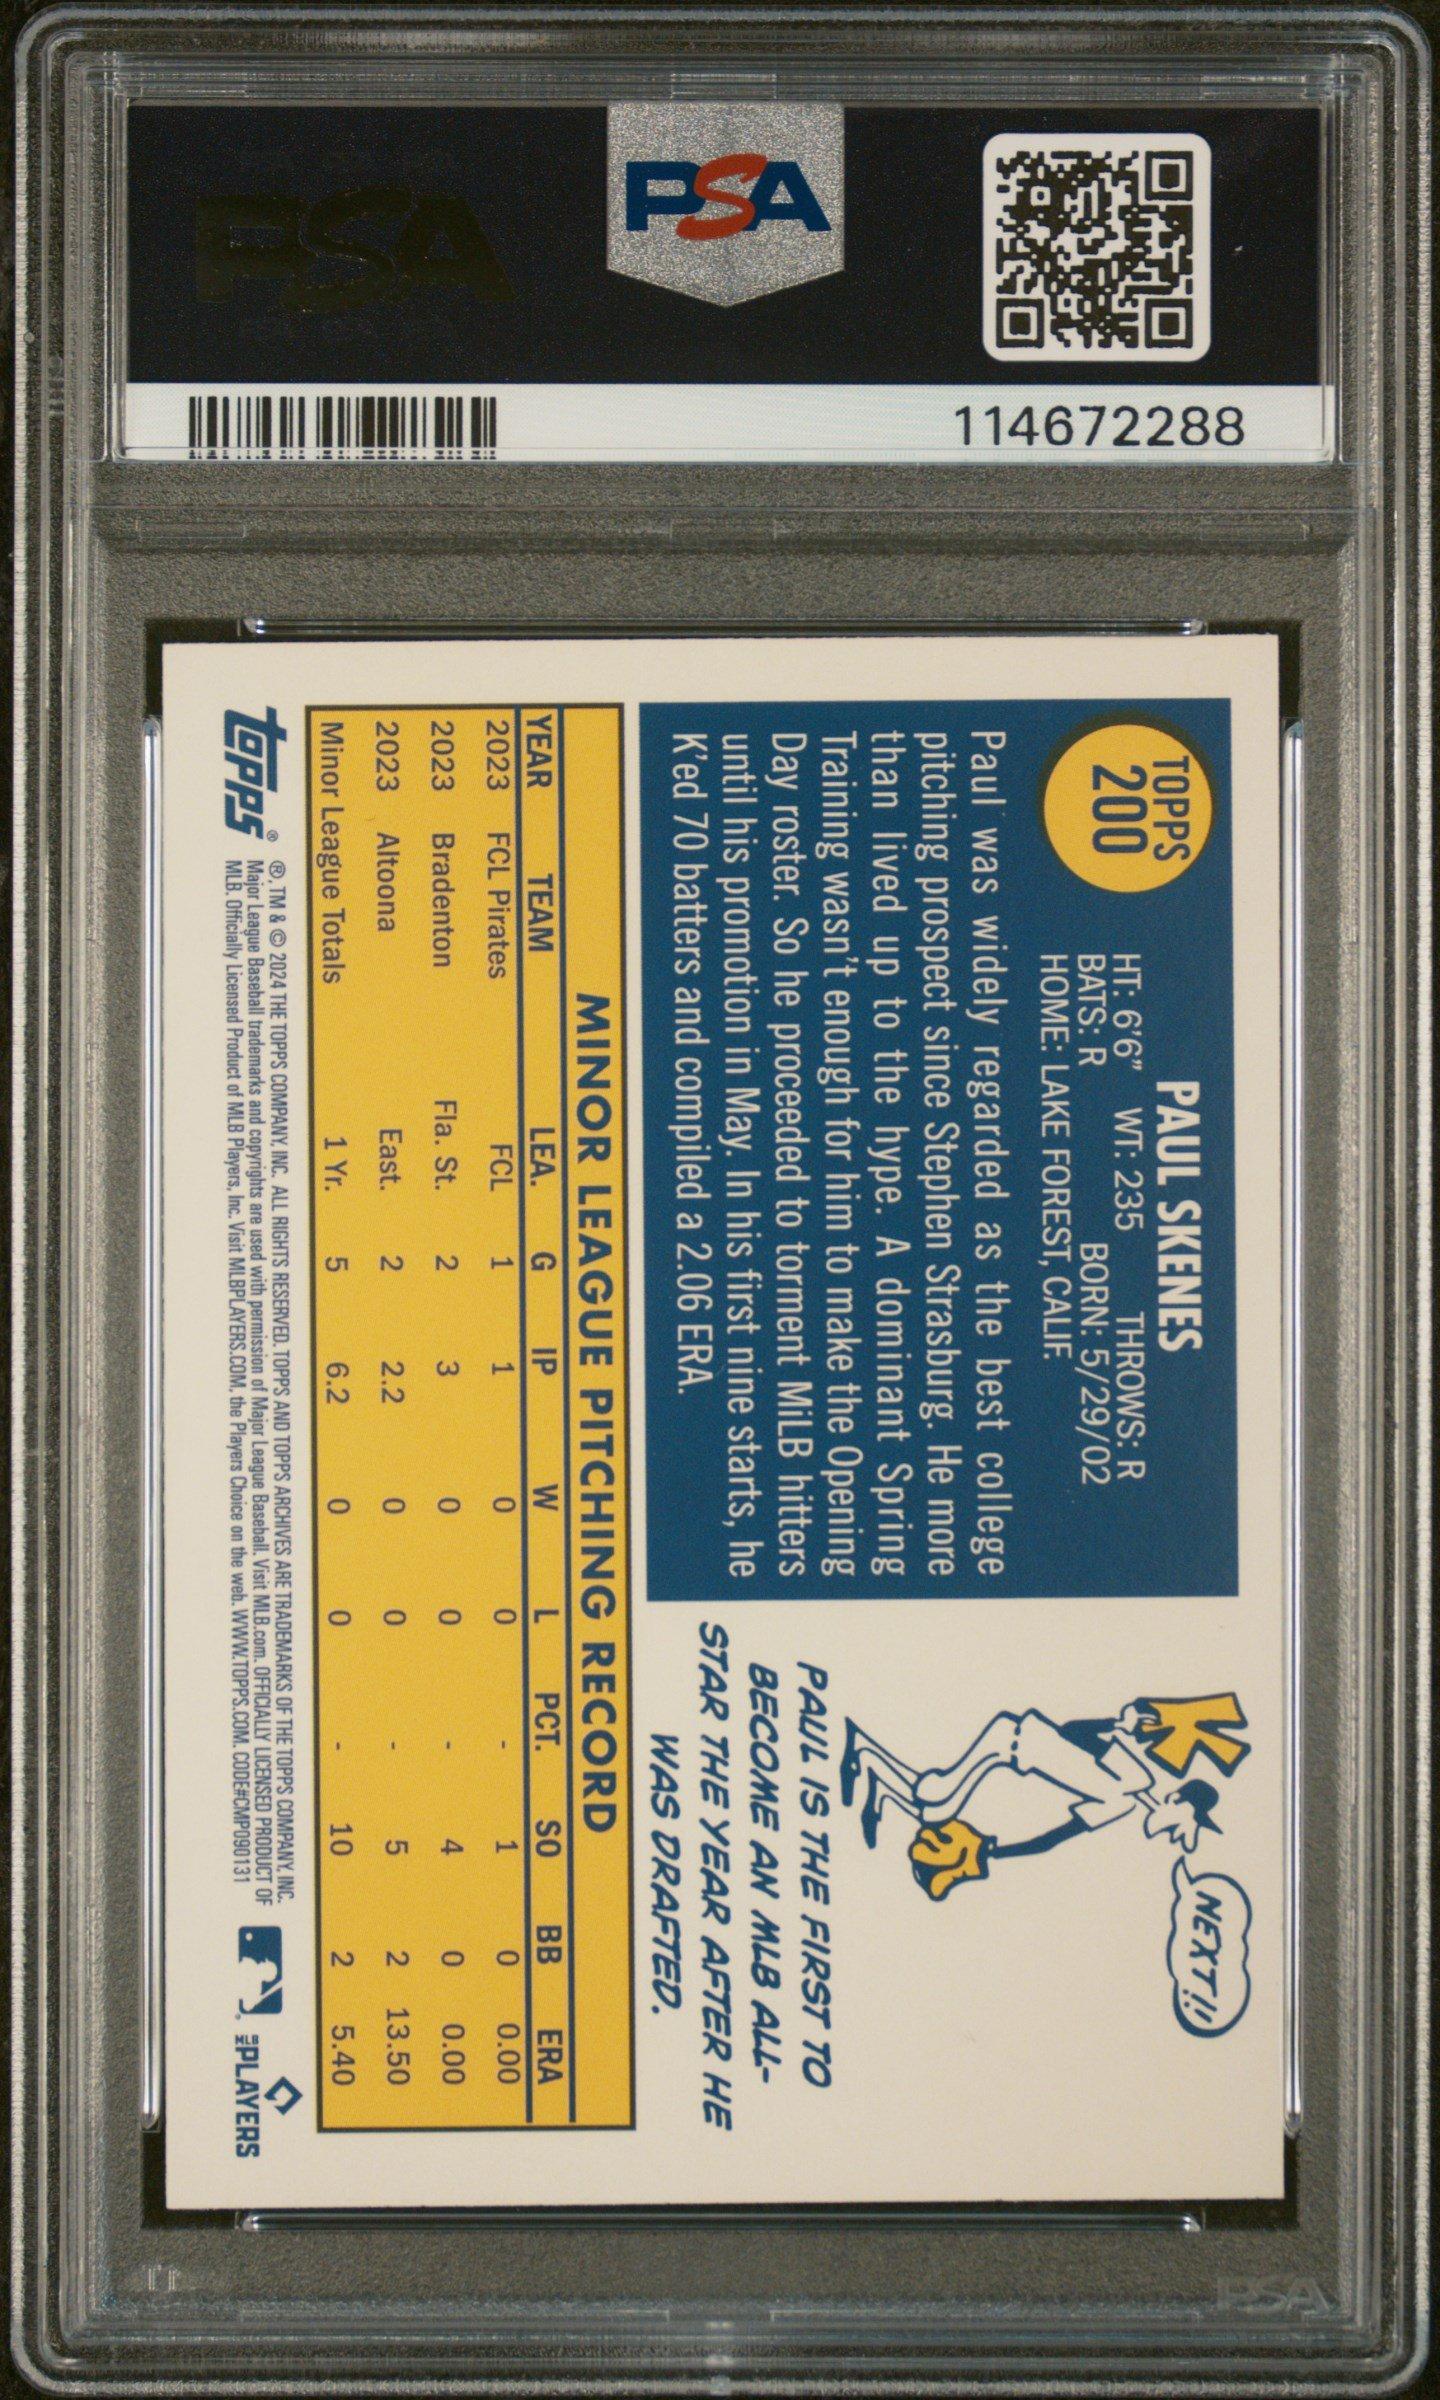 PSA
PSA
114672288
TOPPS
200
PAUL SKENES
HT: 6'6" WT: 235 THROWS: R
BATS: R BORN: 5/29/02
HOME: LAKE FOREST, CALIF.
Paul was widely regarded as the best college
pitching prospect since Stephen Strasburg. He more
than lived up to the hype. A dominant Spring
Training wasn't enough for him to make the Opening
Day roster. So he proceeded to torment MiLB hitters
until his promotion in May. In his first nine starts, he
K'ed 70 batters and compiled a 2.06 ERA.
K
NEXT!!
PAUL IS THE FIRST TO
BECOME AN MLB ALL-
STAR THE YEAR AFTER HE
WAS DRAFTED.
MINOR LEAGUE PITCHING RECORD
YEAR TEAM LEA. G IP W L PCT. SO BB ERA
2023 FCL Pirates FCL 1 1 0 0 - 1 0 0.00
2023 Bradenton Fla. St. 2 3 0 0 - 4 0 0.00
2023 Altoona East. 2 2.2 0 0 - 5 2 13.50
Minor League Totals 1 Yr. 5 6.2 0 0 - 10 2 5.40
topps®
®, TM & © 2024 THE TOPPS COMPANY, INC. ALL RIGHTS RESERVED. TOPPS AND TOPPS ARCHIVES ARE TRADEMARKS OF THE TOPPS COMPANY, INC.
Major League Baseball trademarks and copyrights are used with permission of Major League Baseball. Visit MLB.com. OFFICIALLY LICENSED PRODUCT OF
MLB. Officially Licensed Product of MLB Players, Inc. Visit MLBPLAYERS.COM, the Players Choice on the web. WWW.TOPPS.COM. CODE#CMP090131
MLB PLAYERS
PSA